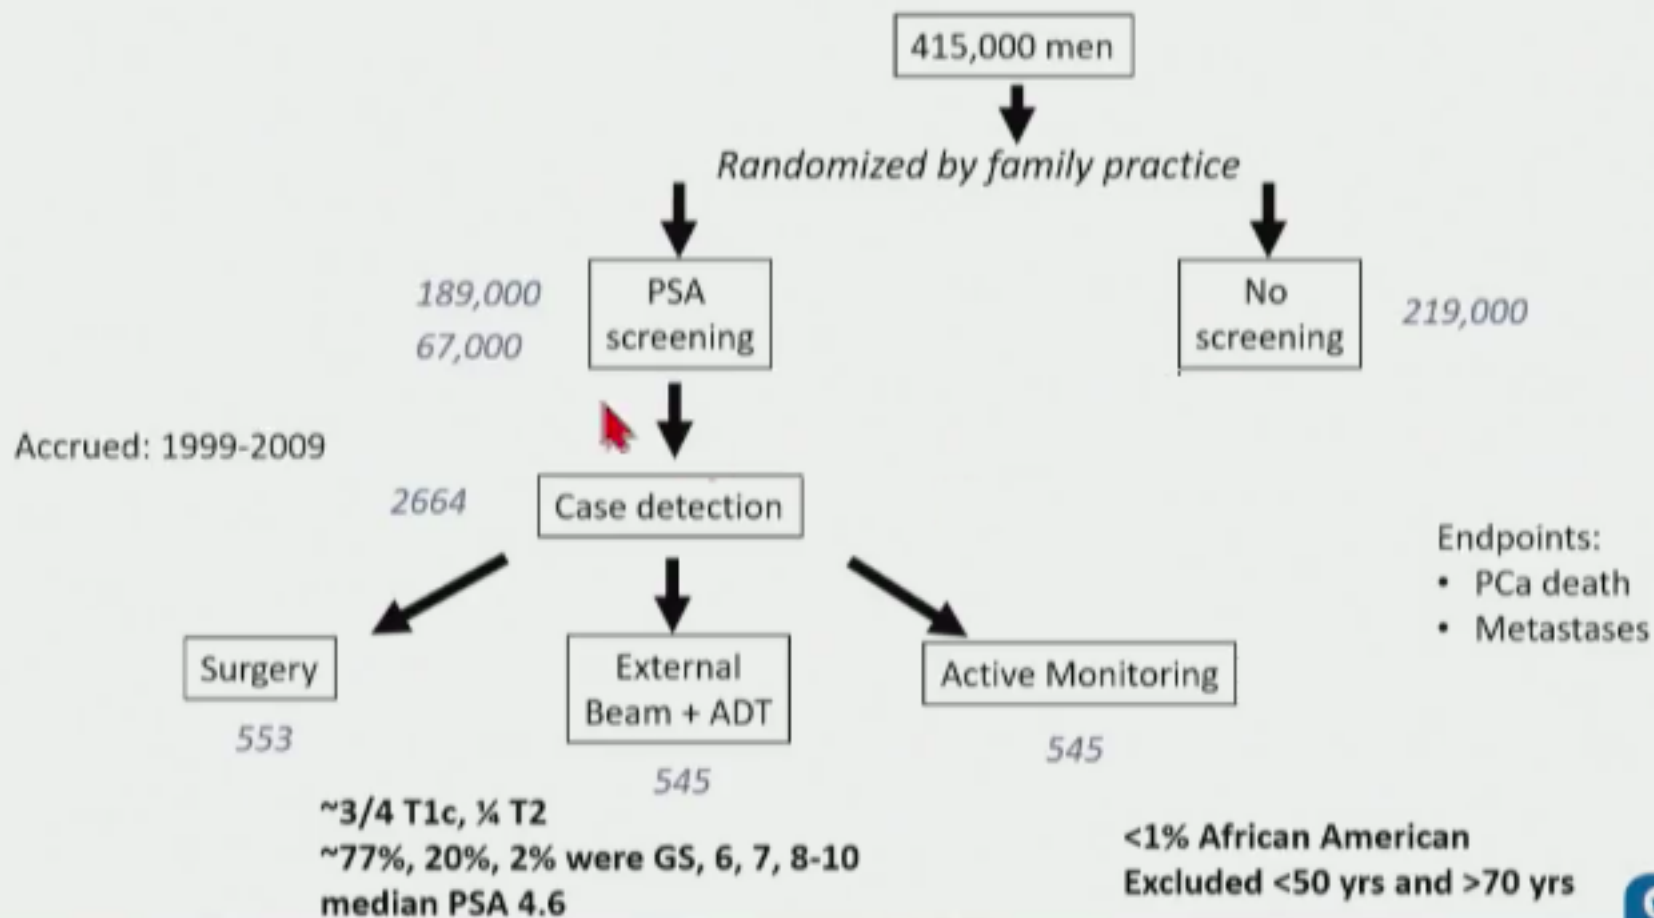 415,000 men
Randomized by family practice
189,000
67,000
PSA
screening
No
screening
219,000
Accrued: 1999-2009
2664
Case detection
Endpoints:
• PCa death
• Metastases
Surgery
553
External
Beam + ADT
545
Active Monitoring
545
~3/4 T1c, ¼ T2
~77%, 20%, 2% were GS, 6, 7, 8-10
median PSA 4.6
<1% African American
Excluded <50 yrs and >70 yrs